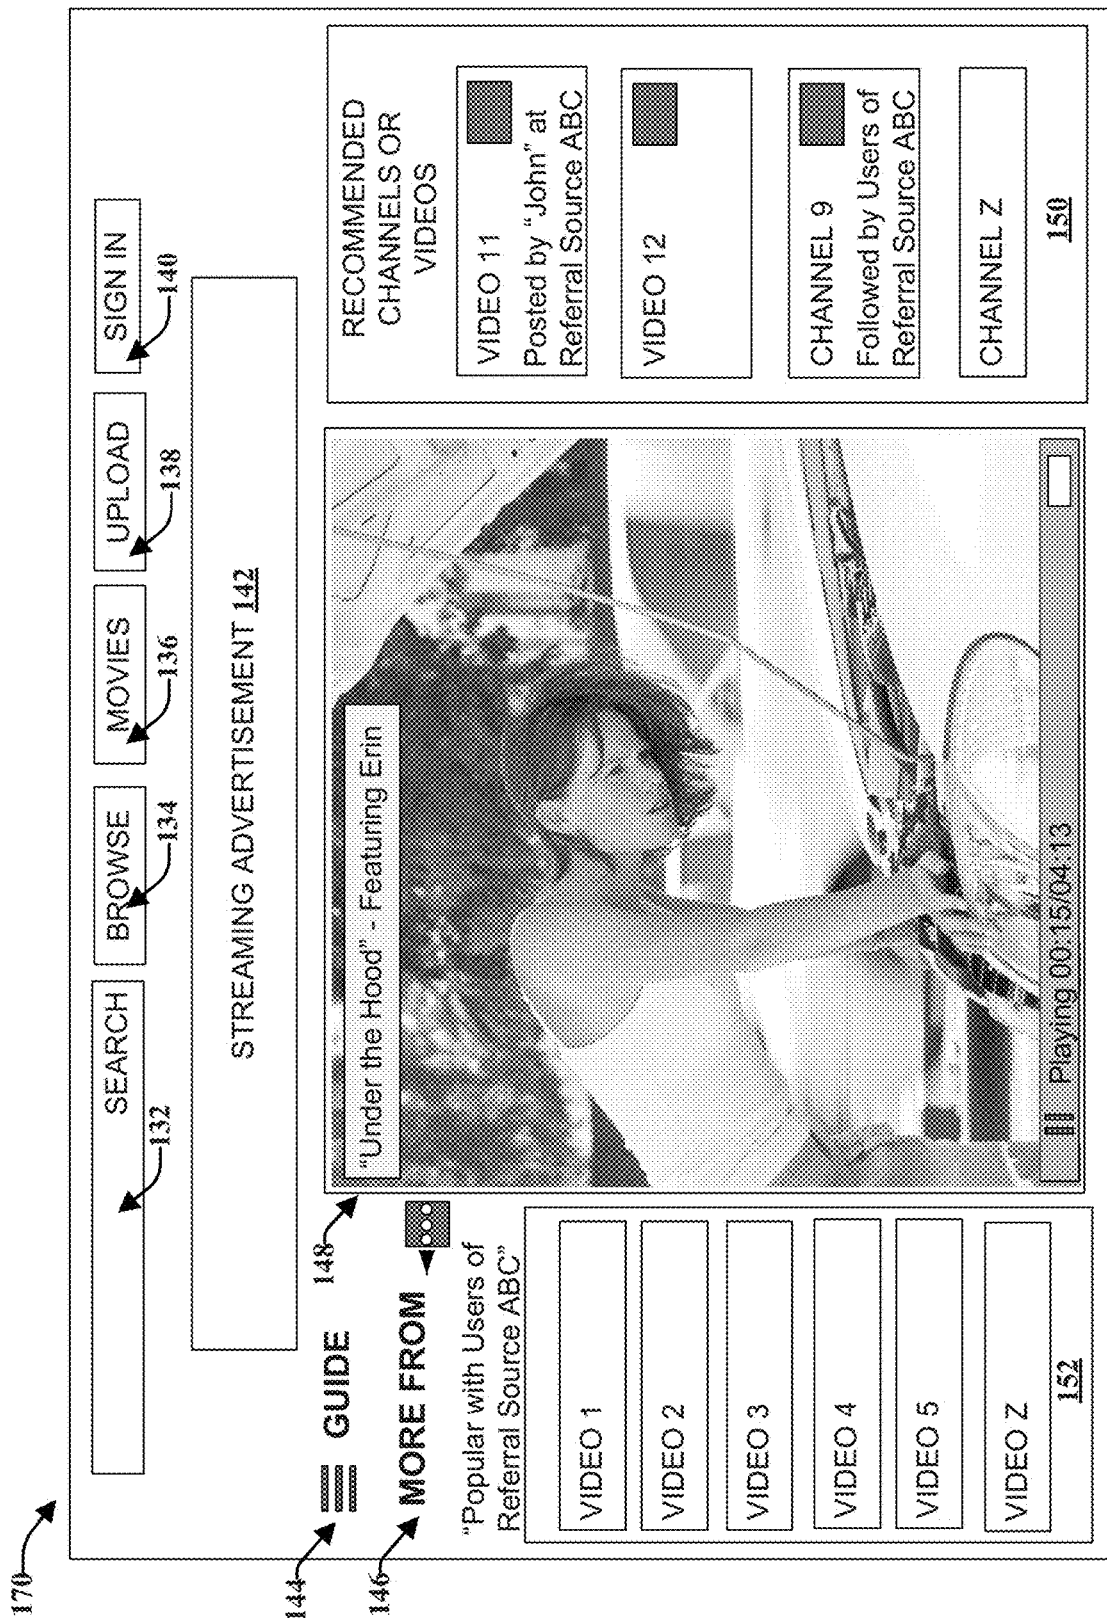 170
SEARCH
132
BROWSE
134
MOVIES
136
UPLOAD
138
SIGN IN
140
STREAMING ADVERTISEMENT 142
144
GUIDE
146
MORE FROM
"Popular with Users of
Referral Source ABC"
VIDEO 1
VIDEO 2
VIDEO 3
VIDEO 4
VIDEO 5
VIDEO Z
152
148
"Under the Hood" - Featuring Erin
Playing 00:15/04:13
RECOMMENDED
CHANNELS OR
VIDEOS
VIDEO 11
Posted by "John" at
Referral Source ABC
VIDEO 12
CHANNEL 9
Followed by Users of
Referral Source ABC
CHANNEL Z
150